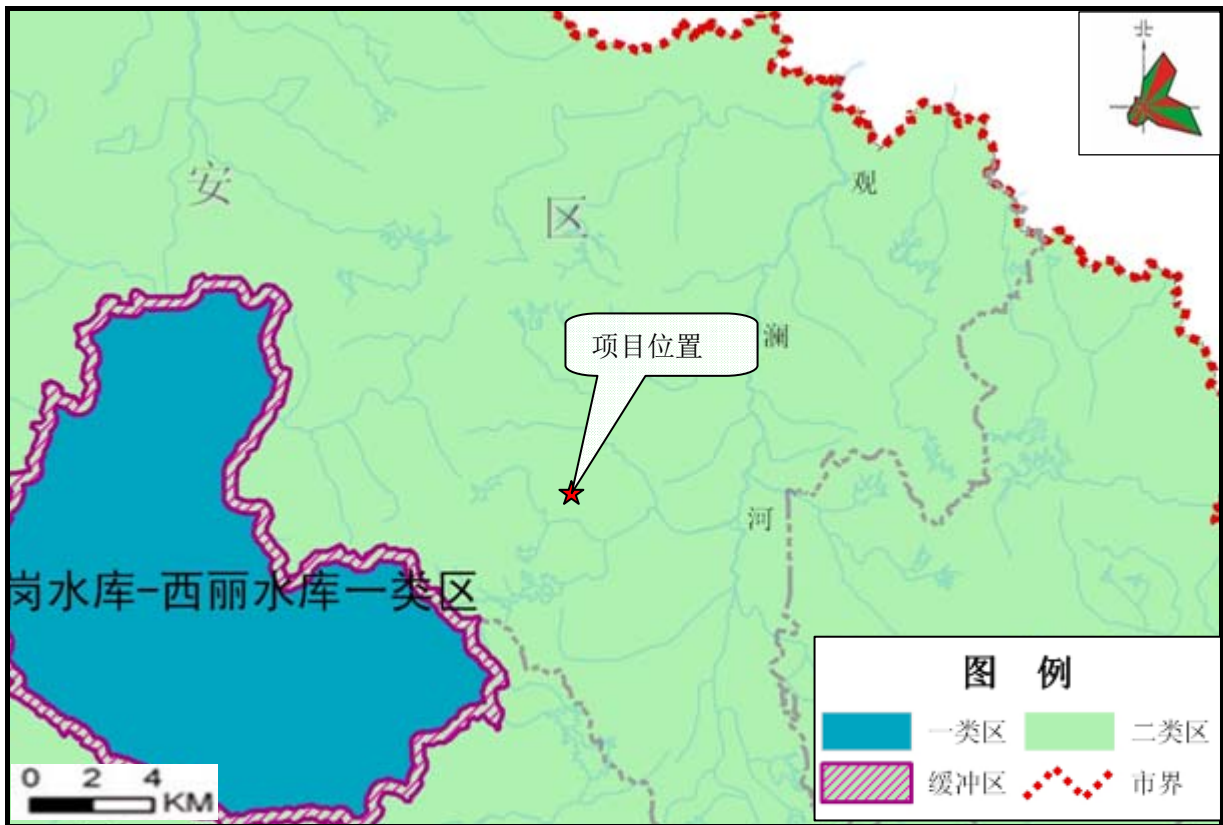 北
安
区
观
澜
河
项目位置
岗水库-西丽水库一类区
图 例
一类区 二类区
缓冲区 市界
0 2 4
KM